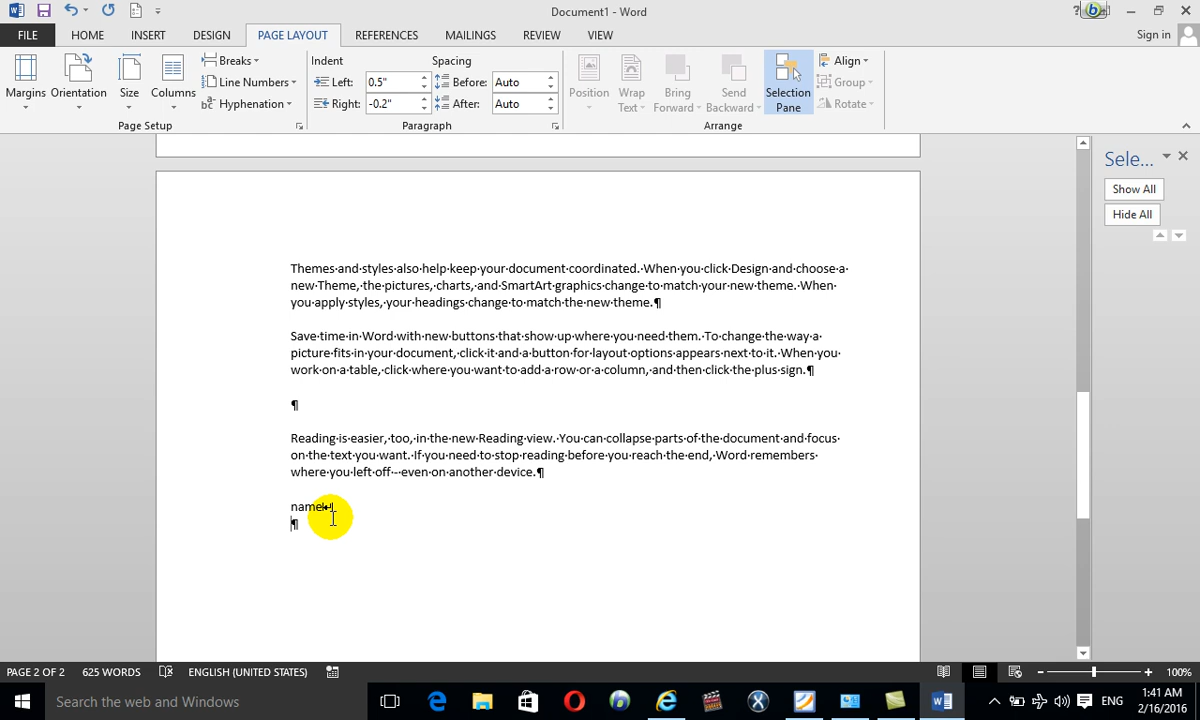 Document1 - Word
?
FILE HOME INSERT DESIGN PAGE LAYOUT REFERENCES MAILINGS REVIEW VIEW Sign in
Margins Orientation Size Columns
Breaks
Line Numbers
Hyphenation
Page Setup
Indent
Left: 0.5"
Right: -0.2"
Spacing
Before: Auto
After: Auto
Paragraph
Position
Wrap Text
Bring Forward
Send Backward
Selection Pane
Align
Group
Rotate
Arrange
Sele...
Show All
Hide All
Themes·and·styles·also·help·keep·your·document·coordinated.·When·you·click·Design·and·choose·a·
new·Theme,·the·pictures,·charts,·and·SmartArt·graphics·change·to·match·your·new·theme.·When·
you·apply·styles,·your·headings·change·to·match·the·new·theme.¶
Save·time·in·Word·with·new·buttons·that·show·up·where·you·need·them.·To·change·the·way·a·
picture·fits·in·your·document,·click·it·and·a·button·for·layout·options·appears·next·to·it.·When·you·
work·on·a·table,·click·where·you·want·to·add·a·row·or·a·column,·and·then·click·the·plus·sign.¶
¶
Reading·is·easier,·too,·in·the·new·Reading·view.·You·can·collapse·parts·of·the·document·and·focus·
on·the·text·you·want.·If·you·need·to·stop·reading·before·you·reach·the·end,·Word·remembers·
where·you·left·off·--·even·on·another·device.¶
name↵
¶
PAGE 2 OF 2 625 WORDS ENGLISH (UNITED STATES) 100%
Search the web and Windows
ENG
1:41 AM
2/16/2016